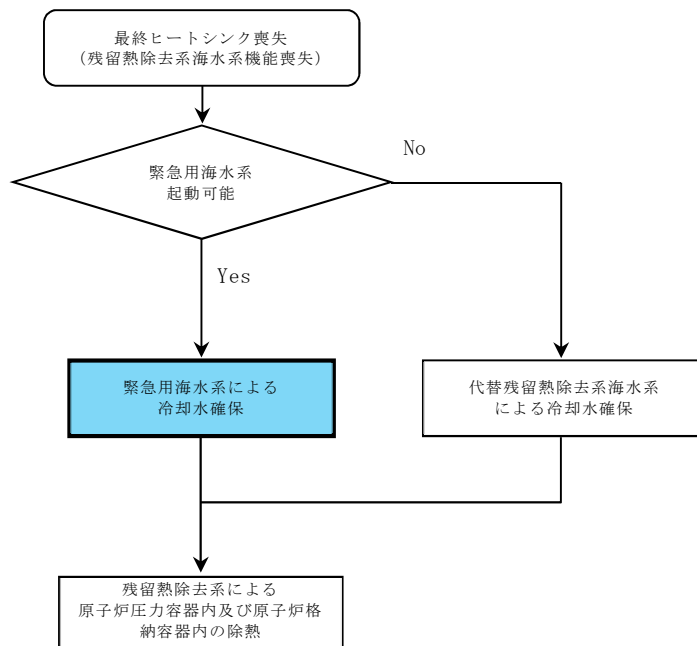 最終ヒートシンク喪失
（残留熱除去系海水系機能喪失）
緊急用海水系
起動可能
No
Yes
緊急用海水系による
冷却水確保
代替残留熱除去系海水系
による冷却水確保
残留熱除去系による
原子炉圧力容器内及び原子炉格
納容器内の除熱